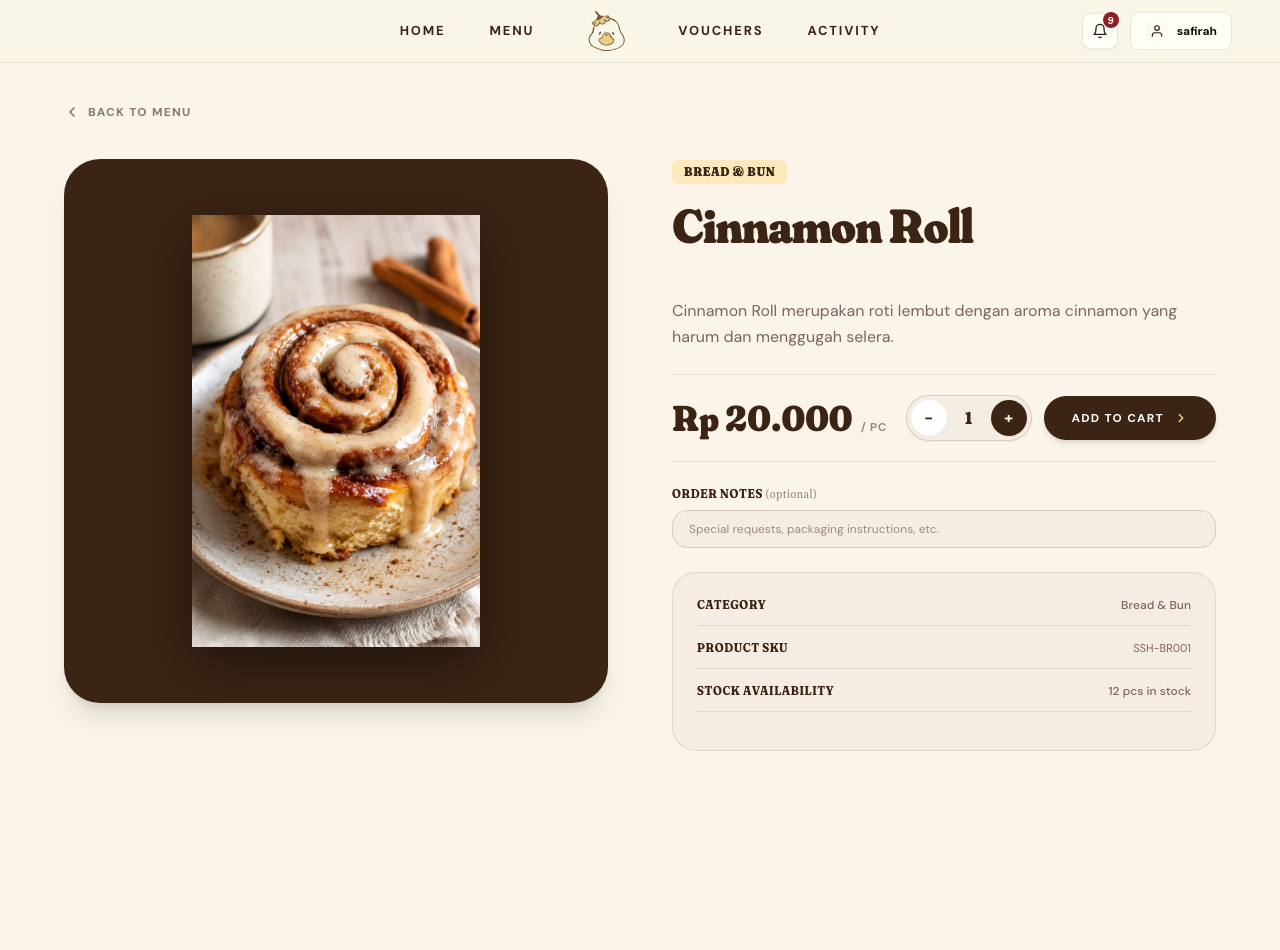 HOME
MENU
VOUCHERS
ACTIVITY
9
safirah
BACK TO MENU
BREAD & BUN
Cinnamon Roll
Cinnamon Roll merupakan roti lembut dengan aroma cinnamon yang
harum dan menggugah selera.
Rp 20.000 / PC
- 1 +
ADD TO CART
ORDER NOTES (optional)
Special requests, packaging instructions, etc.
CATEGORY Bread & Bun
PRODUCT SKU SSH-BR001
STOCK AVAILABILITY 12 pcs in stock